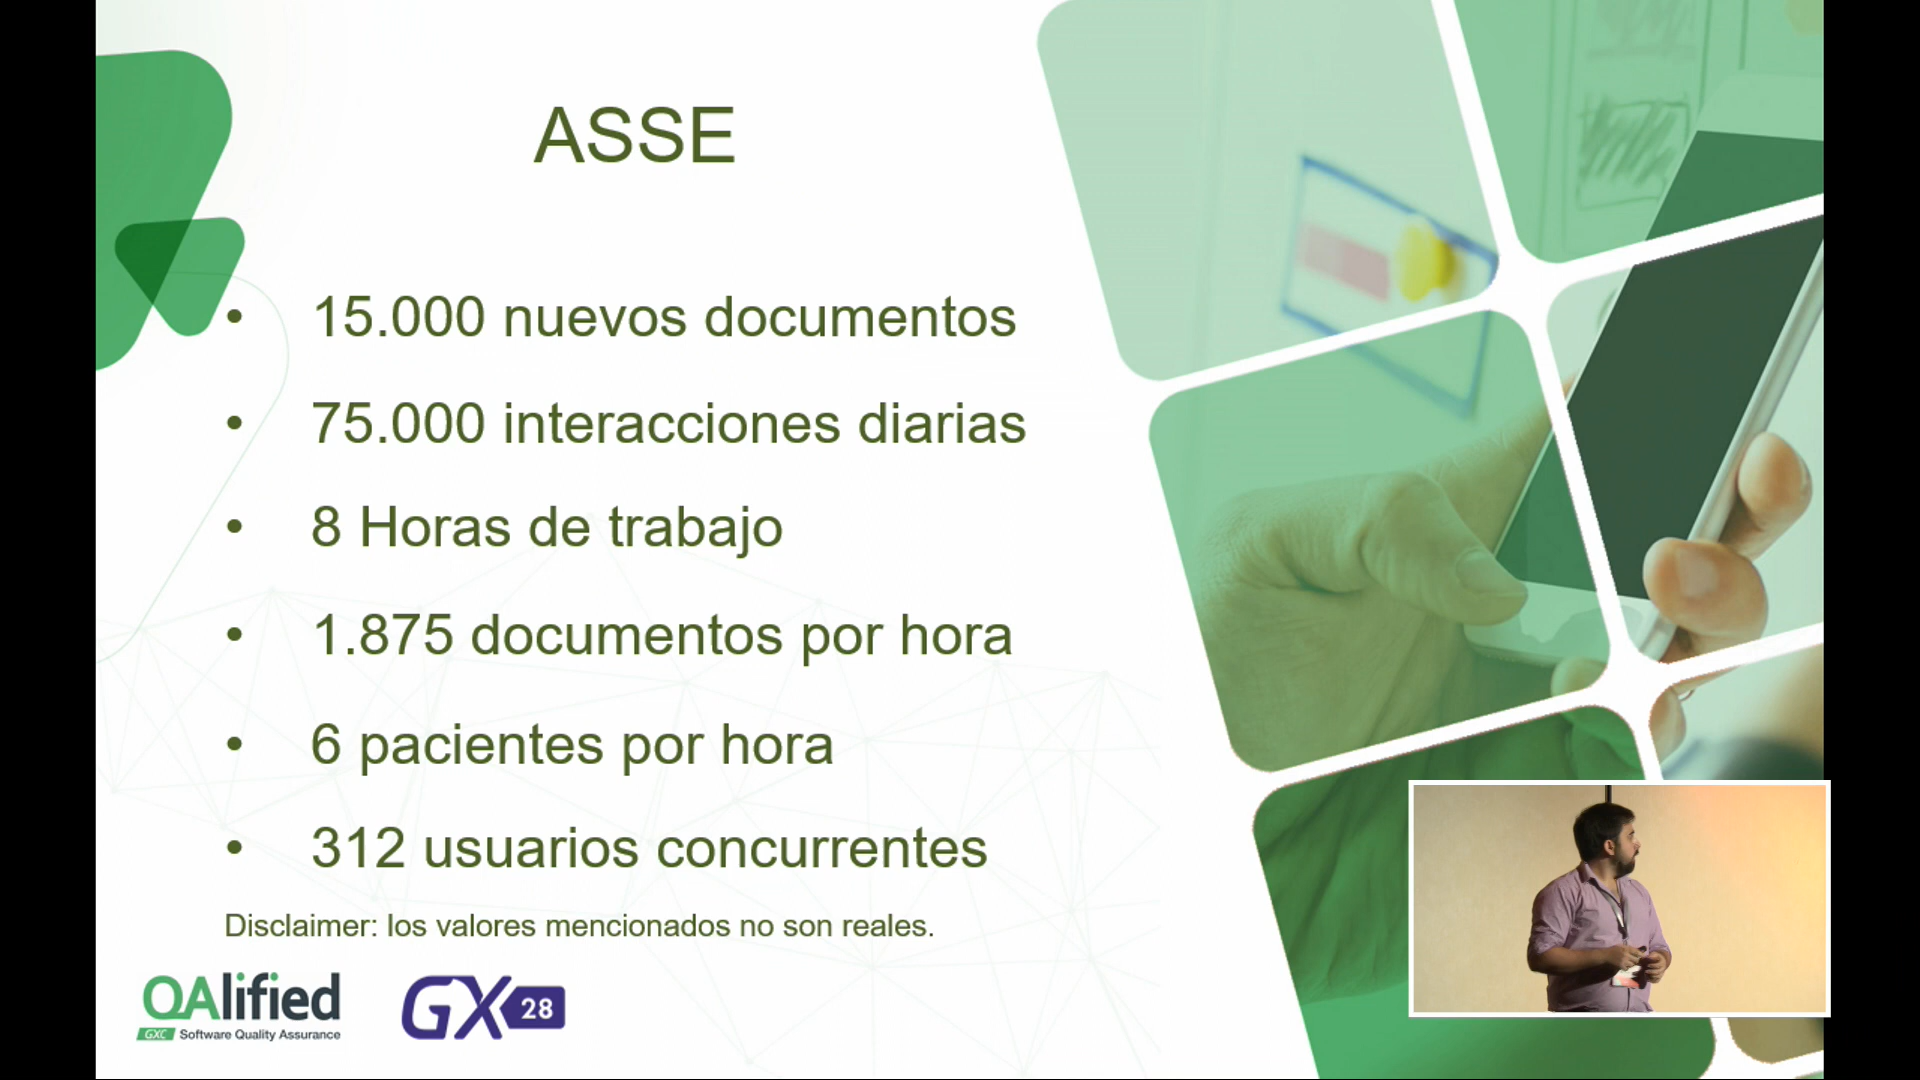 ASSE
• 15.000 nuevos documentos
• 75.000 interacciones diarias
• 8 Horas de trabajo
• 1.875 documentos por hora
• 6 pacientes por hora
• 312 usuarios concurrentes
Disclaimer: los valores mencionados no son reales.
QAlified
GXC Software Quality Assurance
GX 28